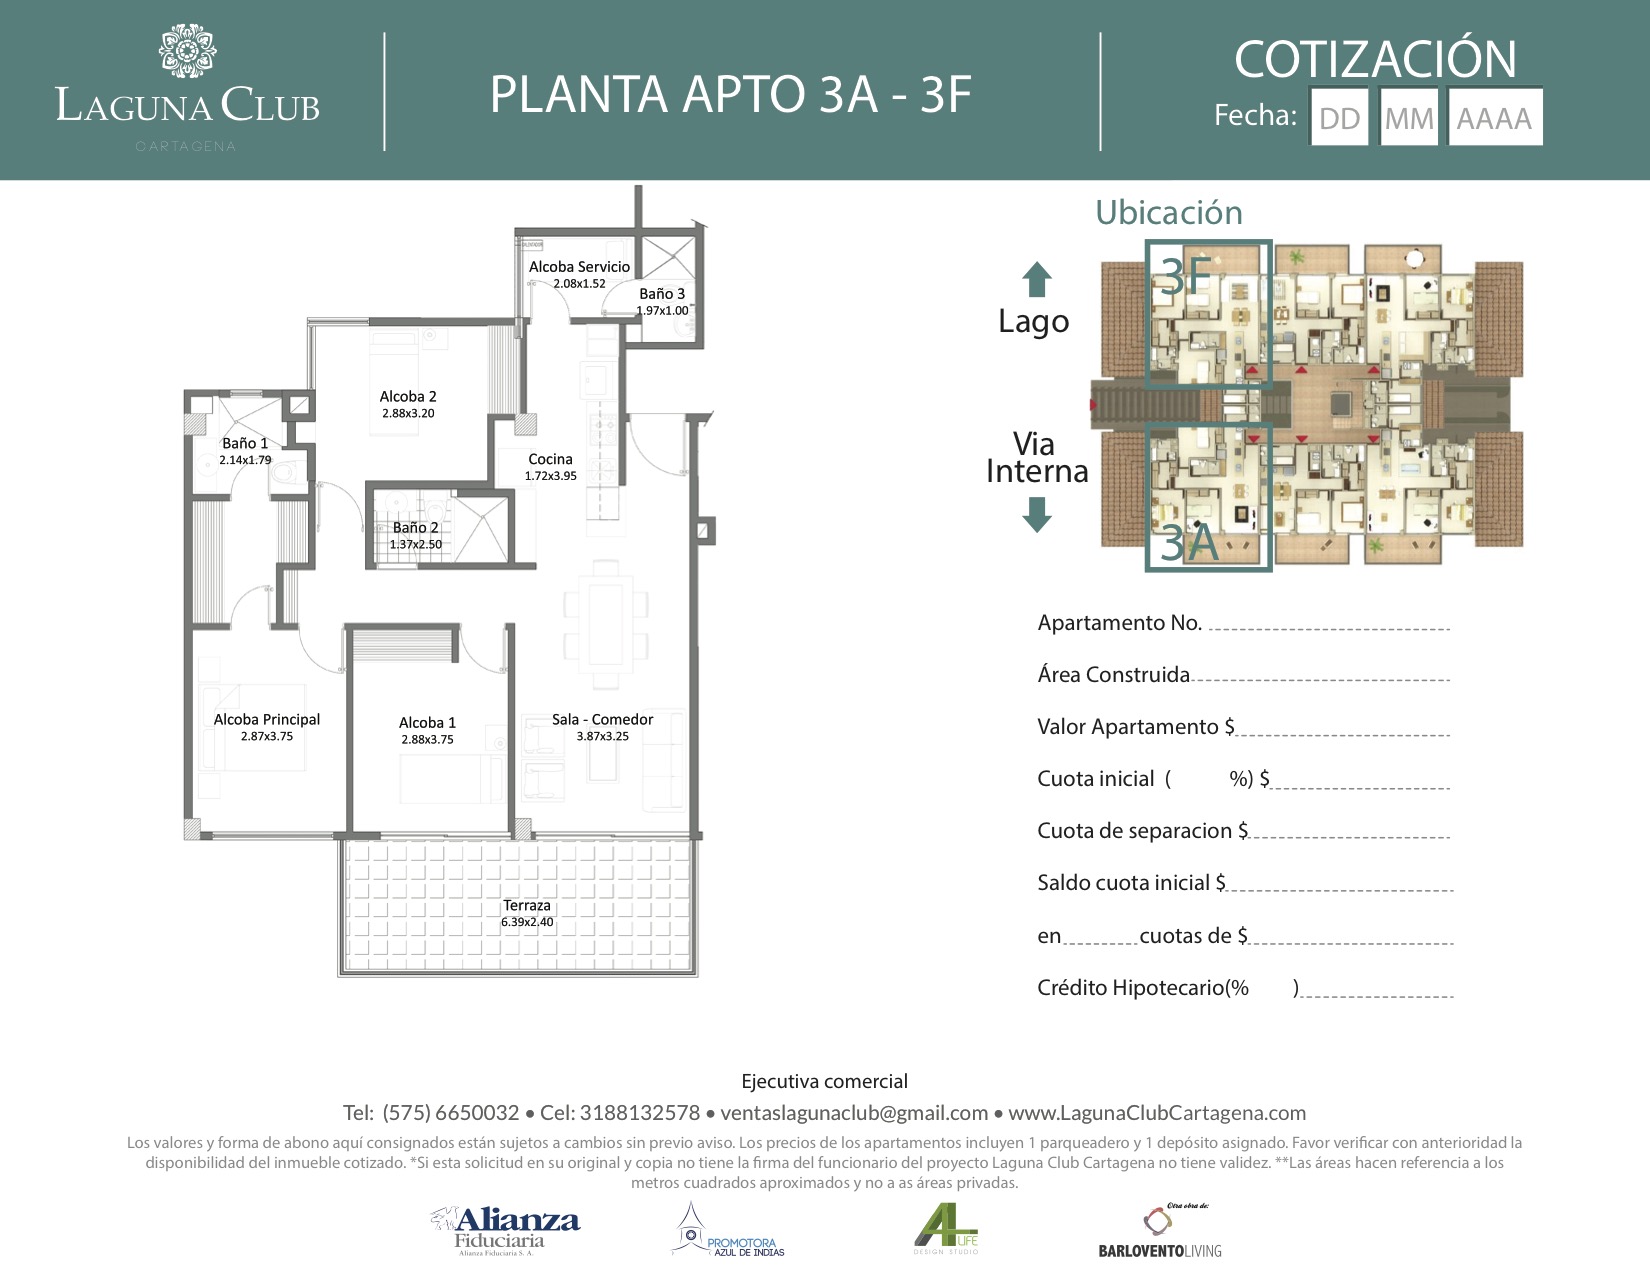 LAGUNA CLUB
CARTAGENA
PLANTA APTO 3A - 3F
COTIZACIÓN
Fecha: DD MM AAAA
Alcoba Servicio
2.08x1.52
Baño 3
1.97x1.00
Alcoba 2
2.88x3.20
Baño 1
2.14x1.79
Cocina
1.72x3.95
Baño 2
1.37x2.50
Alcoba Principal
2.87x3.75
Alcoba 1
2.88x3.75
Sala - Comedor
3.87x3.25
Terraza
6.39x2.40
Ubicación
3F
Lago
Via
Interna
3A
Apartamento No.
Área Construida
Valor Apartamento $
Cuota inicial ( %) $
Cuota de separacion $
Saldo cuota inicial $
en cuotas de $
Crédito Hipotecario(% )
Ejecutiva comercial
Tel: (575) 6650032 • Cel: 3188132578 • ventaslagunaclub@gmail.com • www.LagunaClubCartagena.com
Los valores y forma de abono aquí consignados están sujetos a cambios sin previo aviso. Los precios de los apartamentos incluyen 1 parqueadero y 1 depósito asignado. Favor verificar con anterioridad la
disponibilidad del inmueble cotizado. *Si esta solicitud en su original y copia no tiene la firma del funcionario del proyecto Laguna Club Cartagena no tiene validez. **Las áreas hacen referencia a los
metros cuadrados aproximados y no a as áreas privadas.
Alianza
Fiduciaria
Alianza Fiduciaria S. A.
PROMOTORA
AZUL DE INDIAS
A4LIFE
DESIGN STUDIO
Otra obra de:
BARLOVENTO LIVING